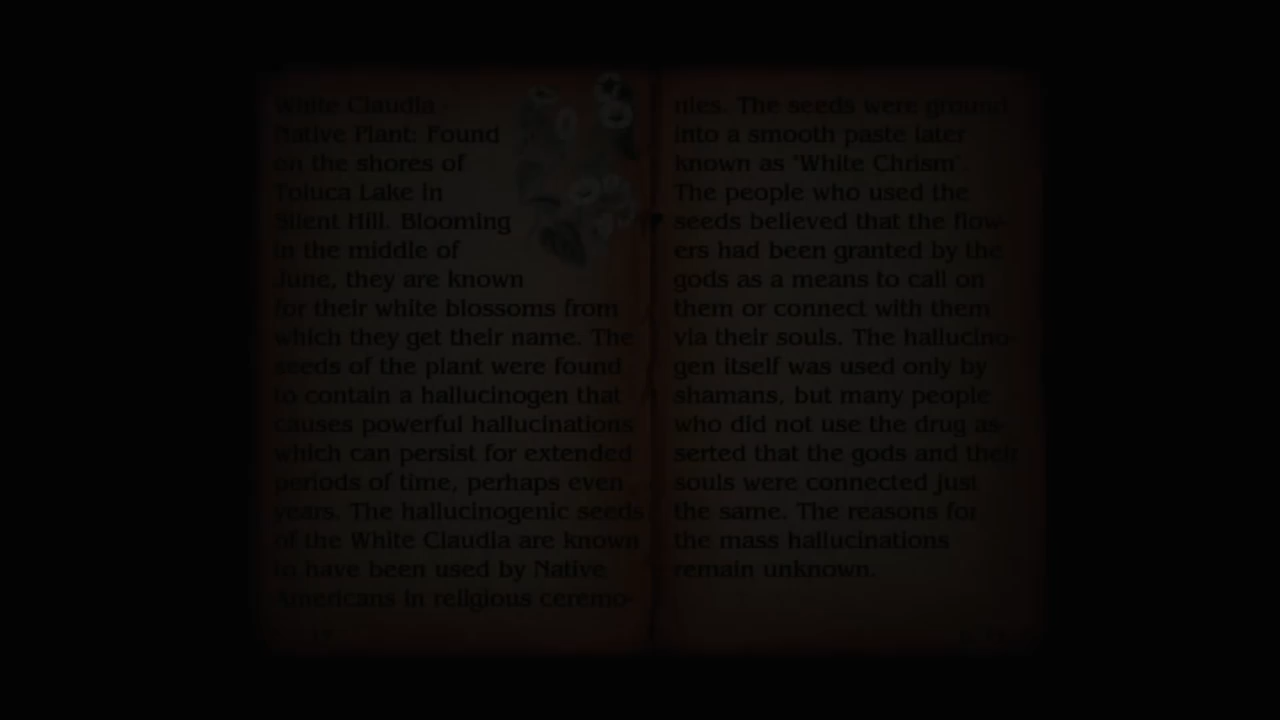 White Claudia
Native Plant: Found
on the shores of
Toluca Lake in
Silent Hill. Blooming
in the middle of
June, they are known
for their white blossoms from
which they get their name. The
seeds of the plant were found
to contain a hallucinogen that
causes powerful hallucinations
which can persist for extended
periods of time, perhaps even
years. The hallucinogenic seeds
of the White Claudia are known
to have been used by Native
Americans in religious ceremo-
nies. The seeds were ground
into a smooth paste later
known as 'White Chrism'.
The people who used the
seeds believed that the flow-
ers had been granted by the
gods as a means to call on
them or connect with them
via their souls. The hallucino-
gen itself was used only by
shamans, but many people
who did not use the drug as-
serted that the gods and their
souls were connected just
the same. The reasons for
the mass hallucinations
remain unknown.